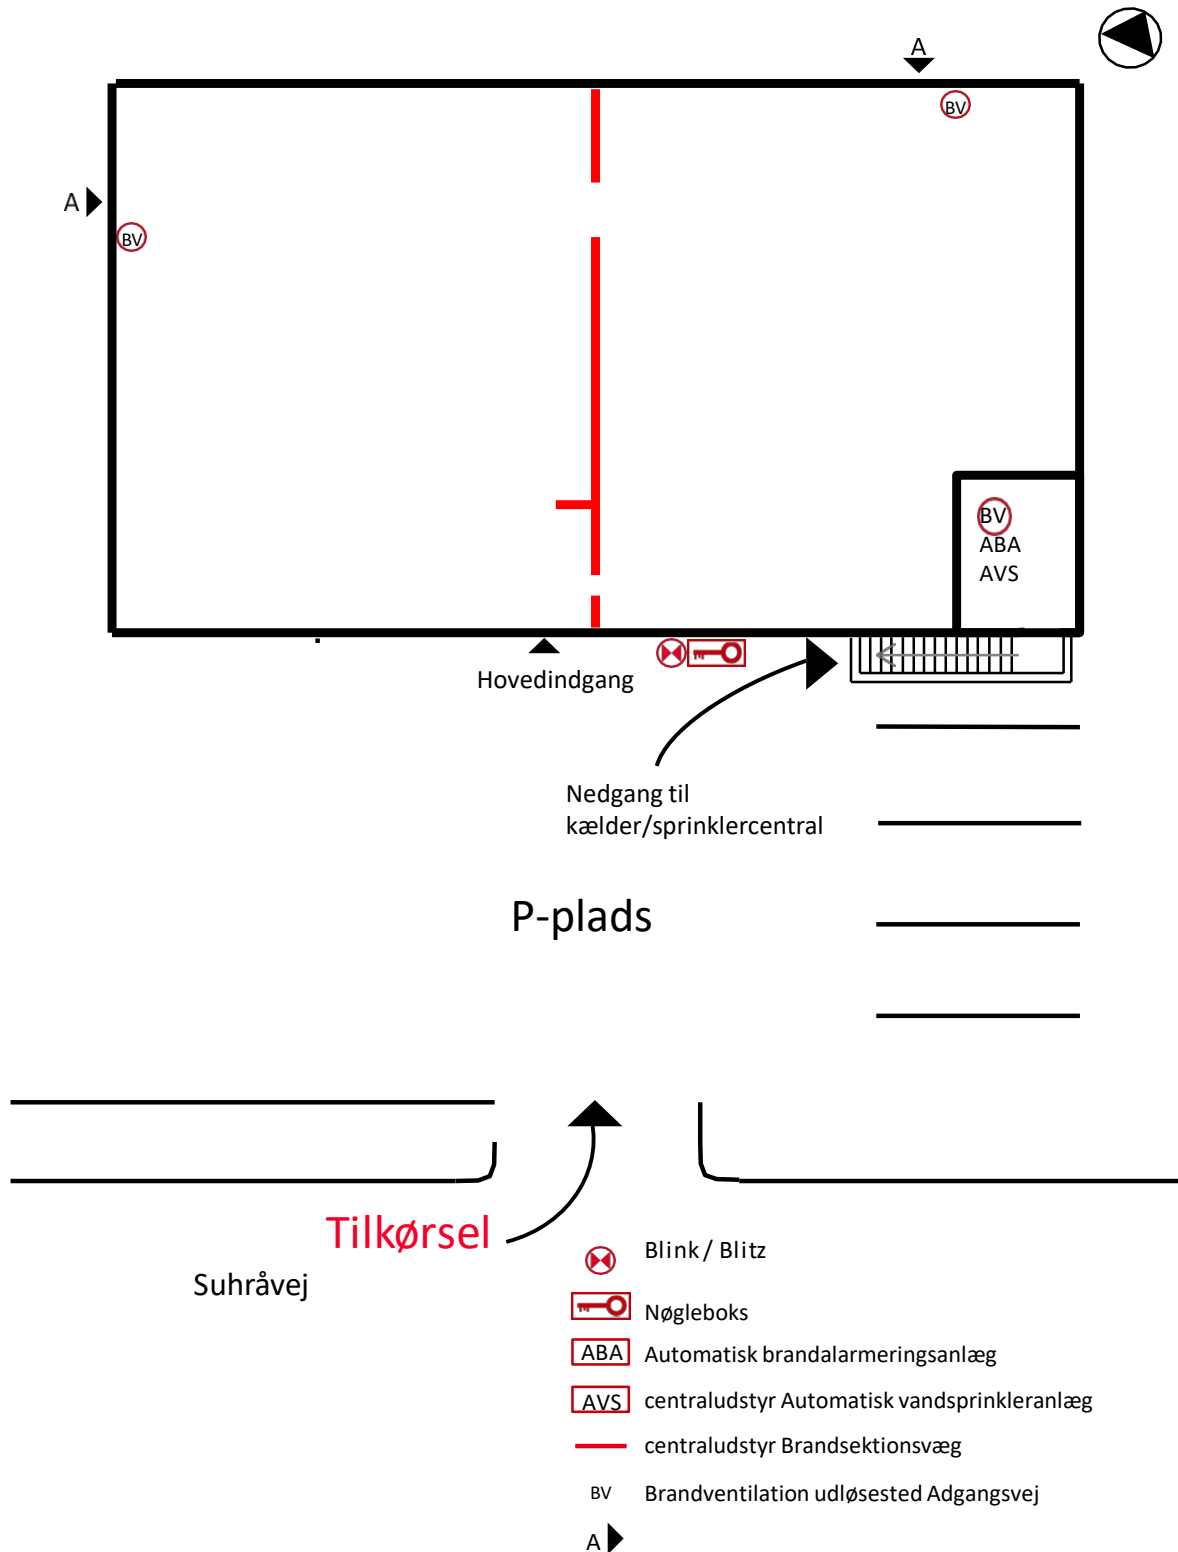 A
BV
A
BV
BV
ABA
AVS
Hovedindgang
Nedgang til
kælder/sprinklercentral
P-plads
Tilkørsel
Suhråvej
Blink / Blitz
Nøgleboks
ABA Automatisk brandalarmeringsanlæg
AVS centraludstyr Automatisk vandsprinkleranlæg
centraludstyr Brandsektionsvæg
BV Brandventilation udløsested Adgangsvej
A